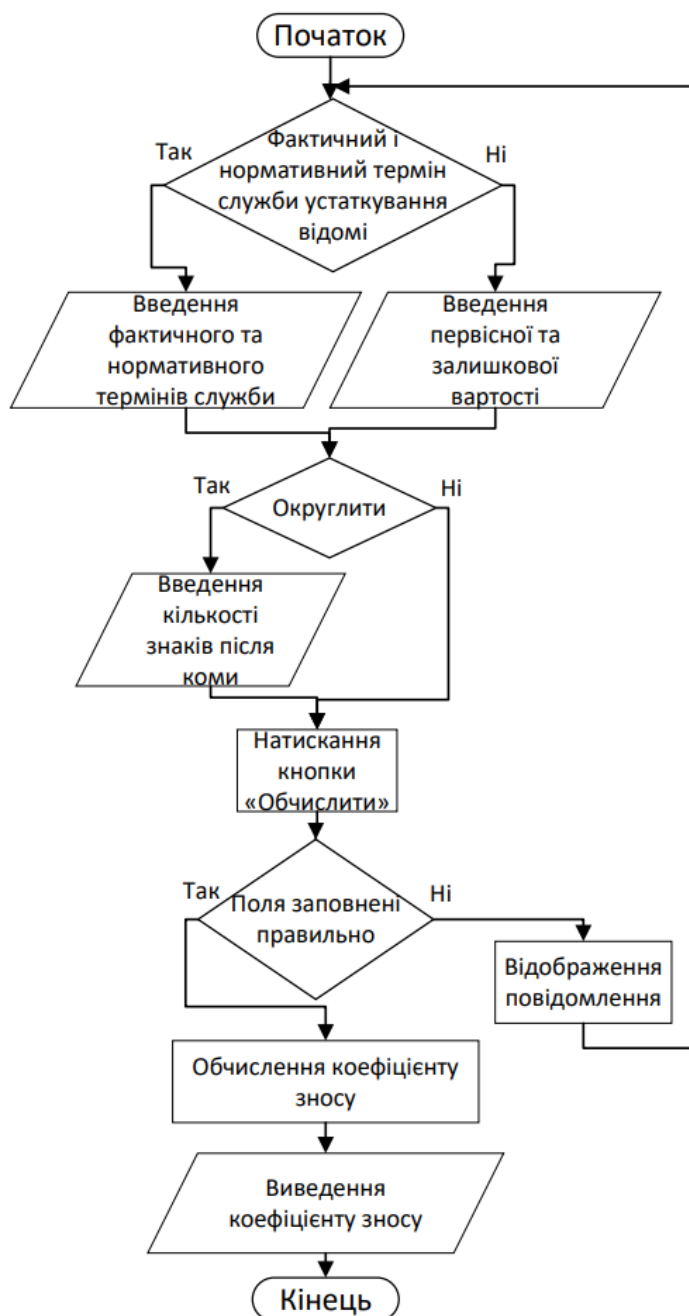 Початок
Фактичний і
Так
Ні
нормативний термін
служби устаткування
відомі
Введення
фактичного та
нормативного
термінів служби
Введення
первісної та
залишкової
вартості
Так
Ні
Округлити
Введення
кількості
знаків після
коми
Натискання
кнопки
«Обчислити»
Так
Ні
Поля заповнені
правильно
Відображення
повідомлення
Обчислення коефіцієнту
зносу
Виведення
коефіцієнту зносу
Кінець